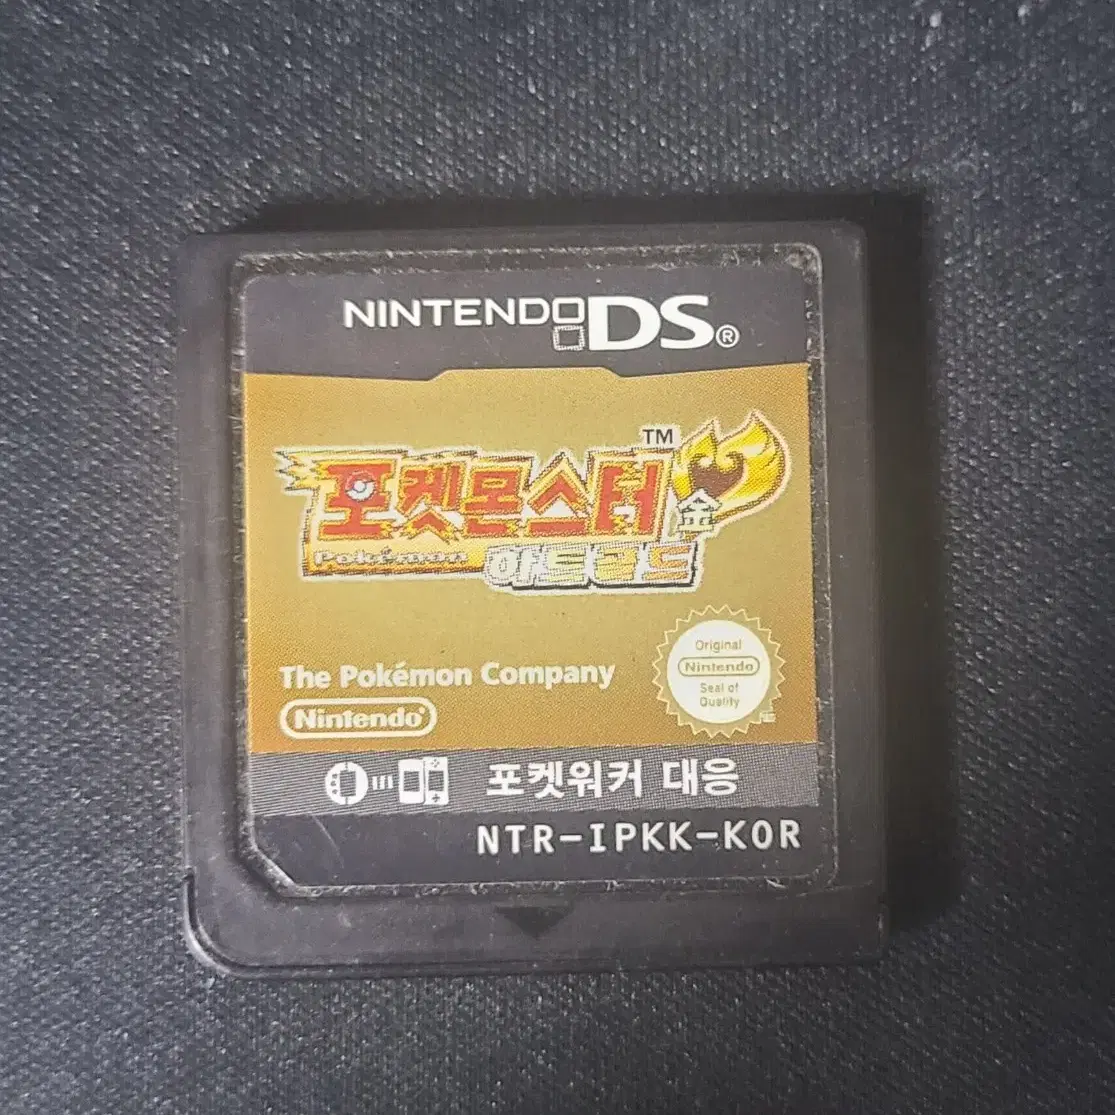 NINTENDO DS®
포켓몬스터 TM
金
Pokémon 하트골드
The Pokémon Company
Nintendo
Original
Nintendo
Seal of
Quality
포켓워커 대응
NTR-IPKK-KOR